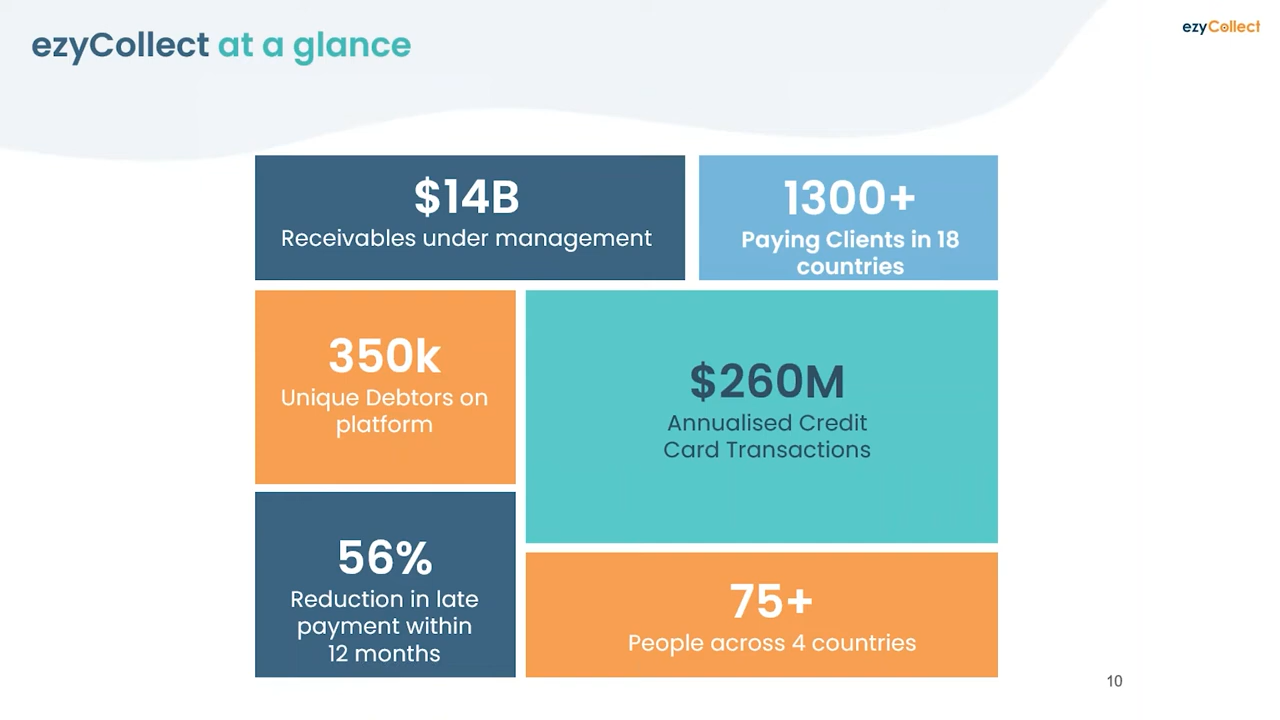 ezyCollect at a glance
ezyCollect
$14B
Receivables under management
1300+
Paying Clients in 18
countries
350k
Unique Debtors on
platform
$260M
Annualised Credit
Card Transactions
56%
Reduction in late
payment within
12 months
75+
People across 4 countries
10